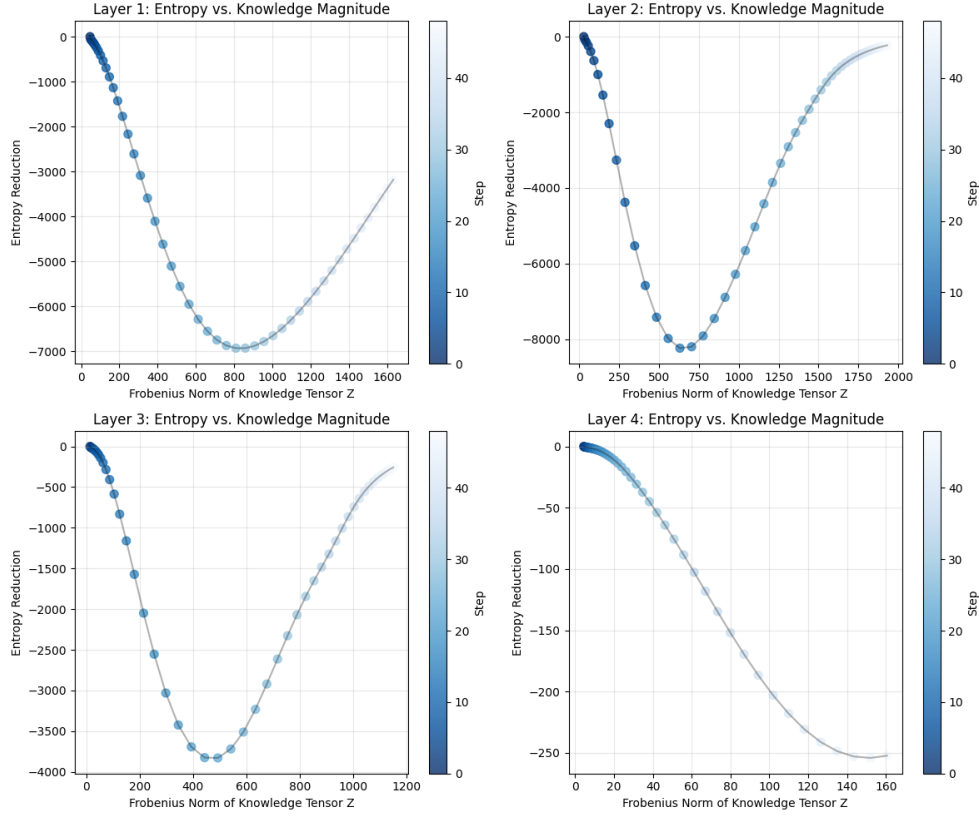 Layer 1: Entropy vs. Knowledge Magnitude
0
−1000
−2000
−3000
−4000
−5000
−6000
−7000
Entropy Reduction
0 200 400 600 800 1000 1200 1400 1600
Frobenius Norm of Knowledge Tensor Z
40
30
20
10
0
Step
Layer 2: Entropy vs. Knowledge Magnitude
0
−2000
−4000
−6000
−8000
Entropy Reduction
0 250 500 750 1000 1250 1500 1750 2000
Frobenius Norm of Knowledge Tensor Z
40
30
20
10
0
Step
Layer 3: Entropy vs. Knowledge Magnitude
0
−500
−1000
−1500
−2000
−2500
−3000
−3500
−4000
Entropy Reduction
0 200 400 600 800 1000 1200
Frobenius Norm of Knowledge Tensor Z
40
30
20
10
0
Step
Layer 4: Entropy vs. Knowledge Magnitude
0
−50
−100
−150
−200
−250
Entropy Reduction
0 20 40 60 80 100 120 140 160
Frobenius Norm of Knowledge Tensor Z
40
30
20
10
0
Step